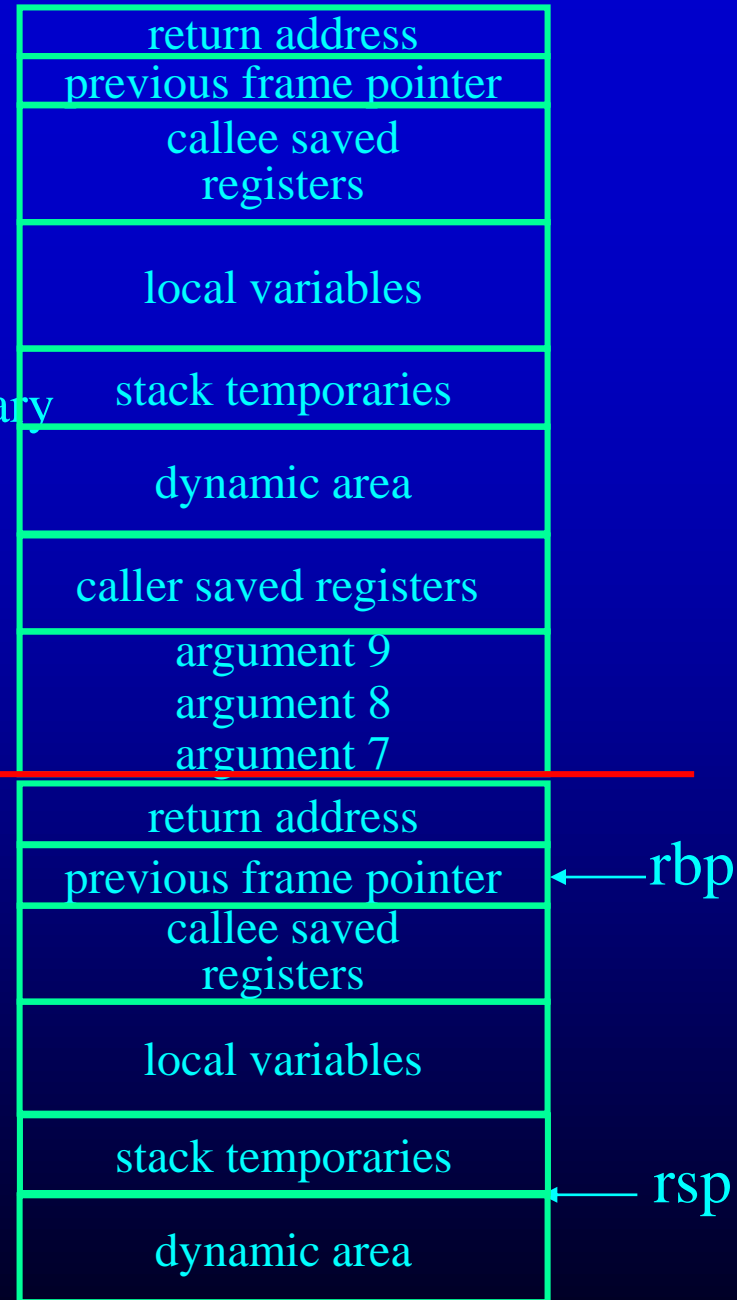 return address
previous frame pointer
callee saved
registers
local variables
stack temporaries
dynamic area
caller saved registers
argument 9
argument 8
argument 7
return address
previous frame pointer
rbp
callee saved
registers
local variables
stack temporaries
rsp
dynamic area